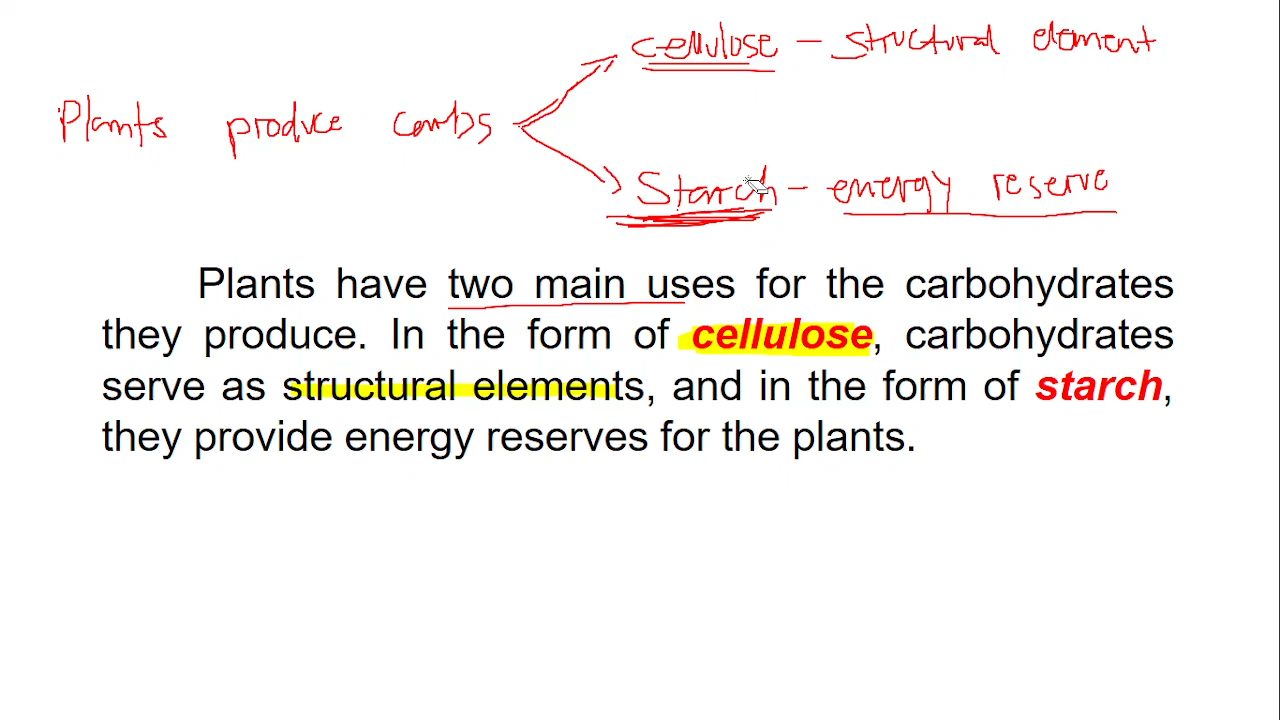 cellulose - structural element
Plants produce carbs
Starch - energy reserve
Plants have two main uses for the carbohydrates
they produce. In the form of cellulose, carbohydrates
serve as structural elements, and in the form of starch,
they provide energy reserves for the plants.